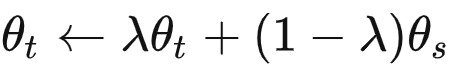 θ_t ← λθ_t + (1 − λ)θ_s